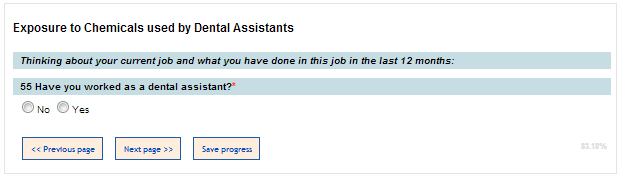 Exposure to Chemicals used by Dental Assistants
Thinking about your current job and what you have done in this job in the last 12 months:
55 Have you worked as a dental assistant?*
No Yes
<< Previous page Next page >> Save progress 83.10%